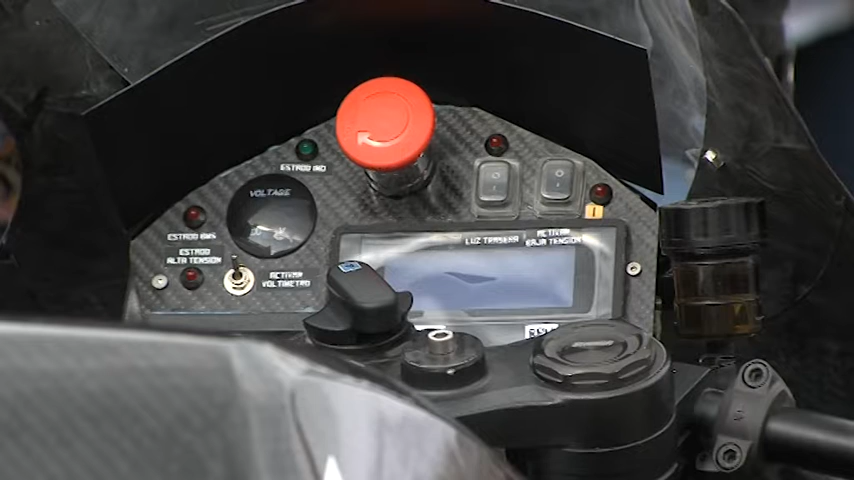 ESTADO IMD
VOLTAGE
ESTADO BMS
ESTADO
ALTA TENSION
ACTIVAR
VOLTIMETRO
LUZ TRASERA
ACTIVAR
BAJA TENSION